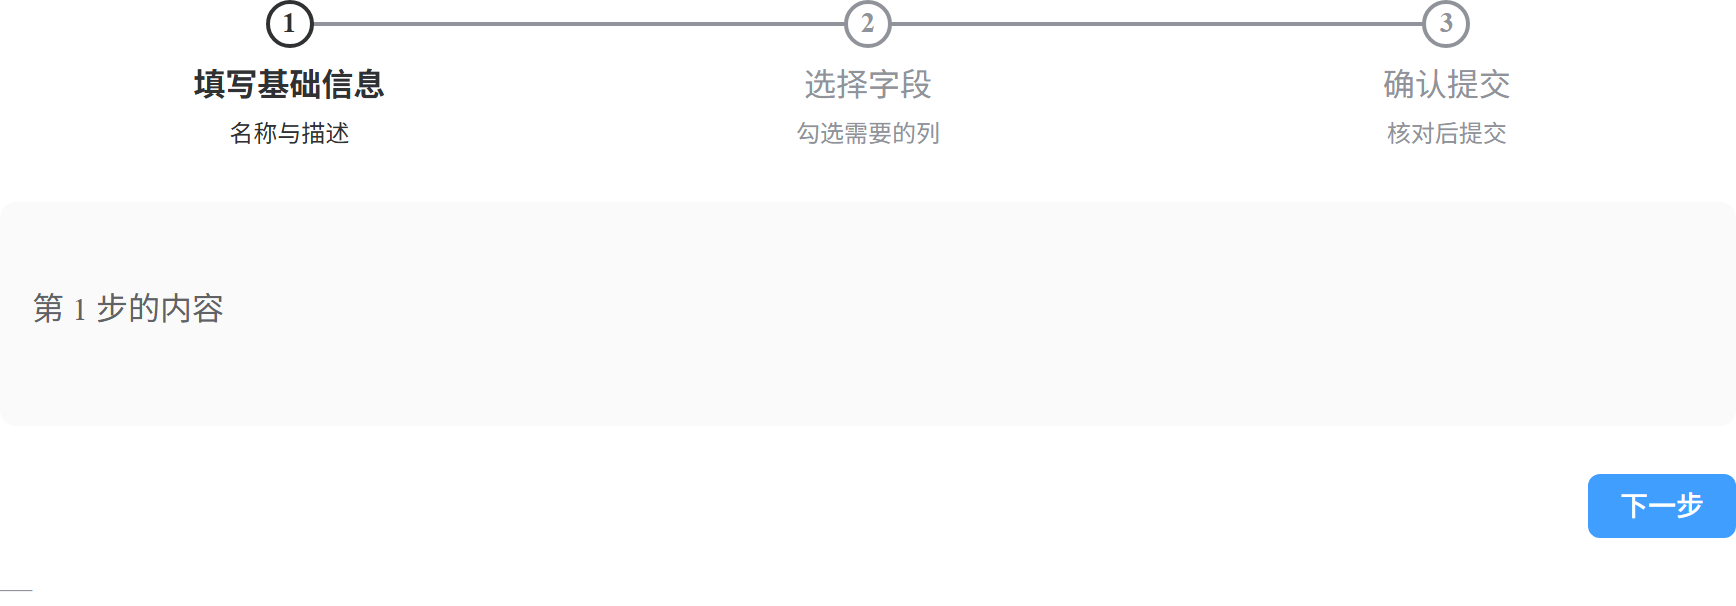 1 2 3
填写基础信息 选择字段 确认提交
名称与描述 勾选需要的列 核对后提交
第 1 步的内容
下一步